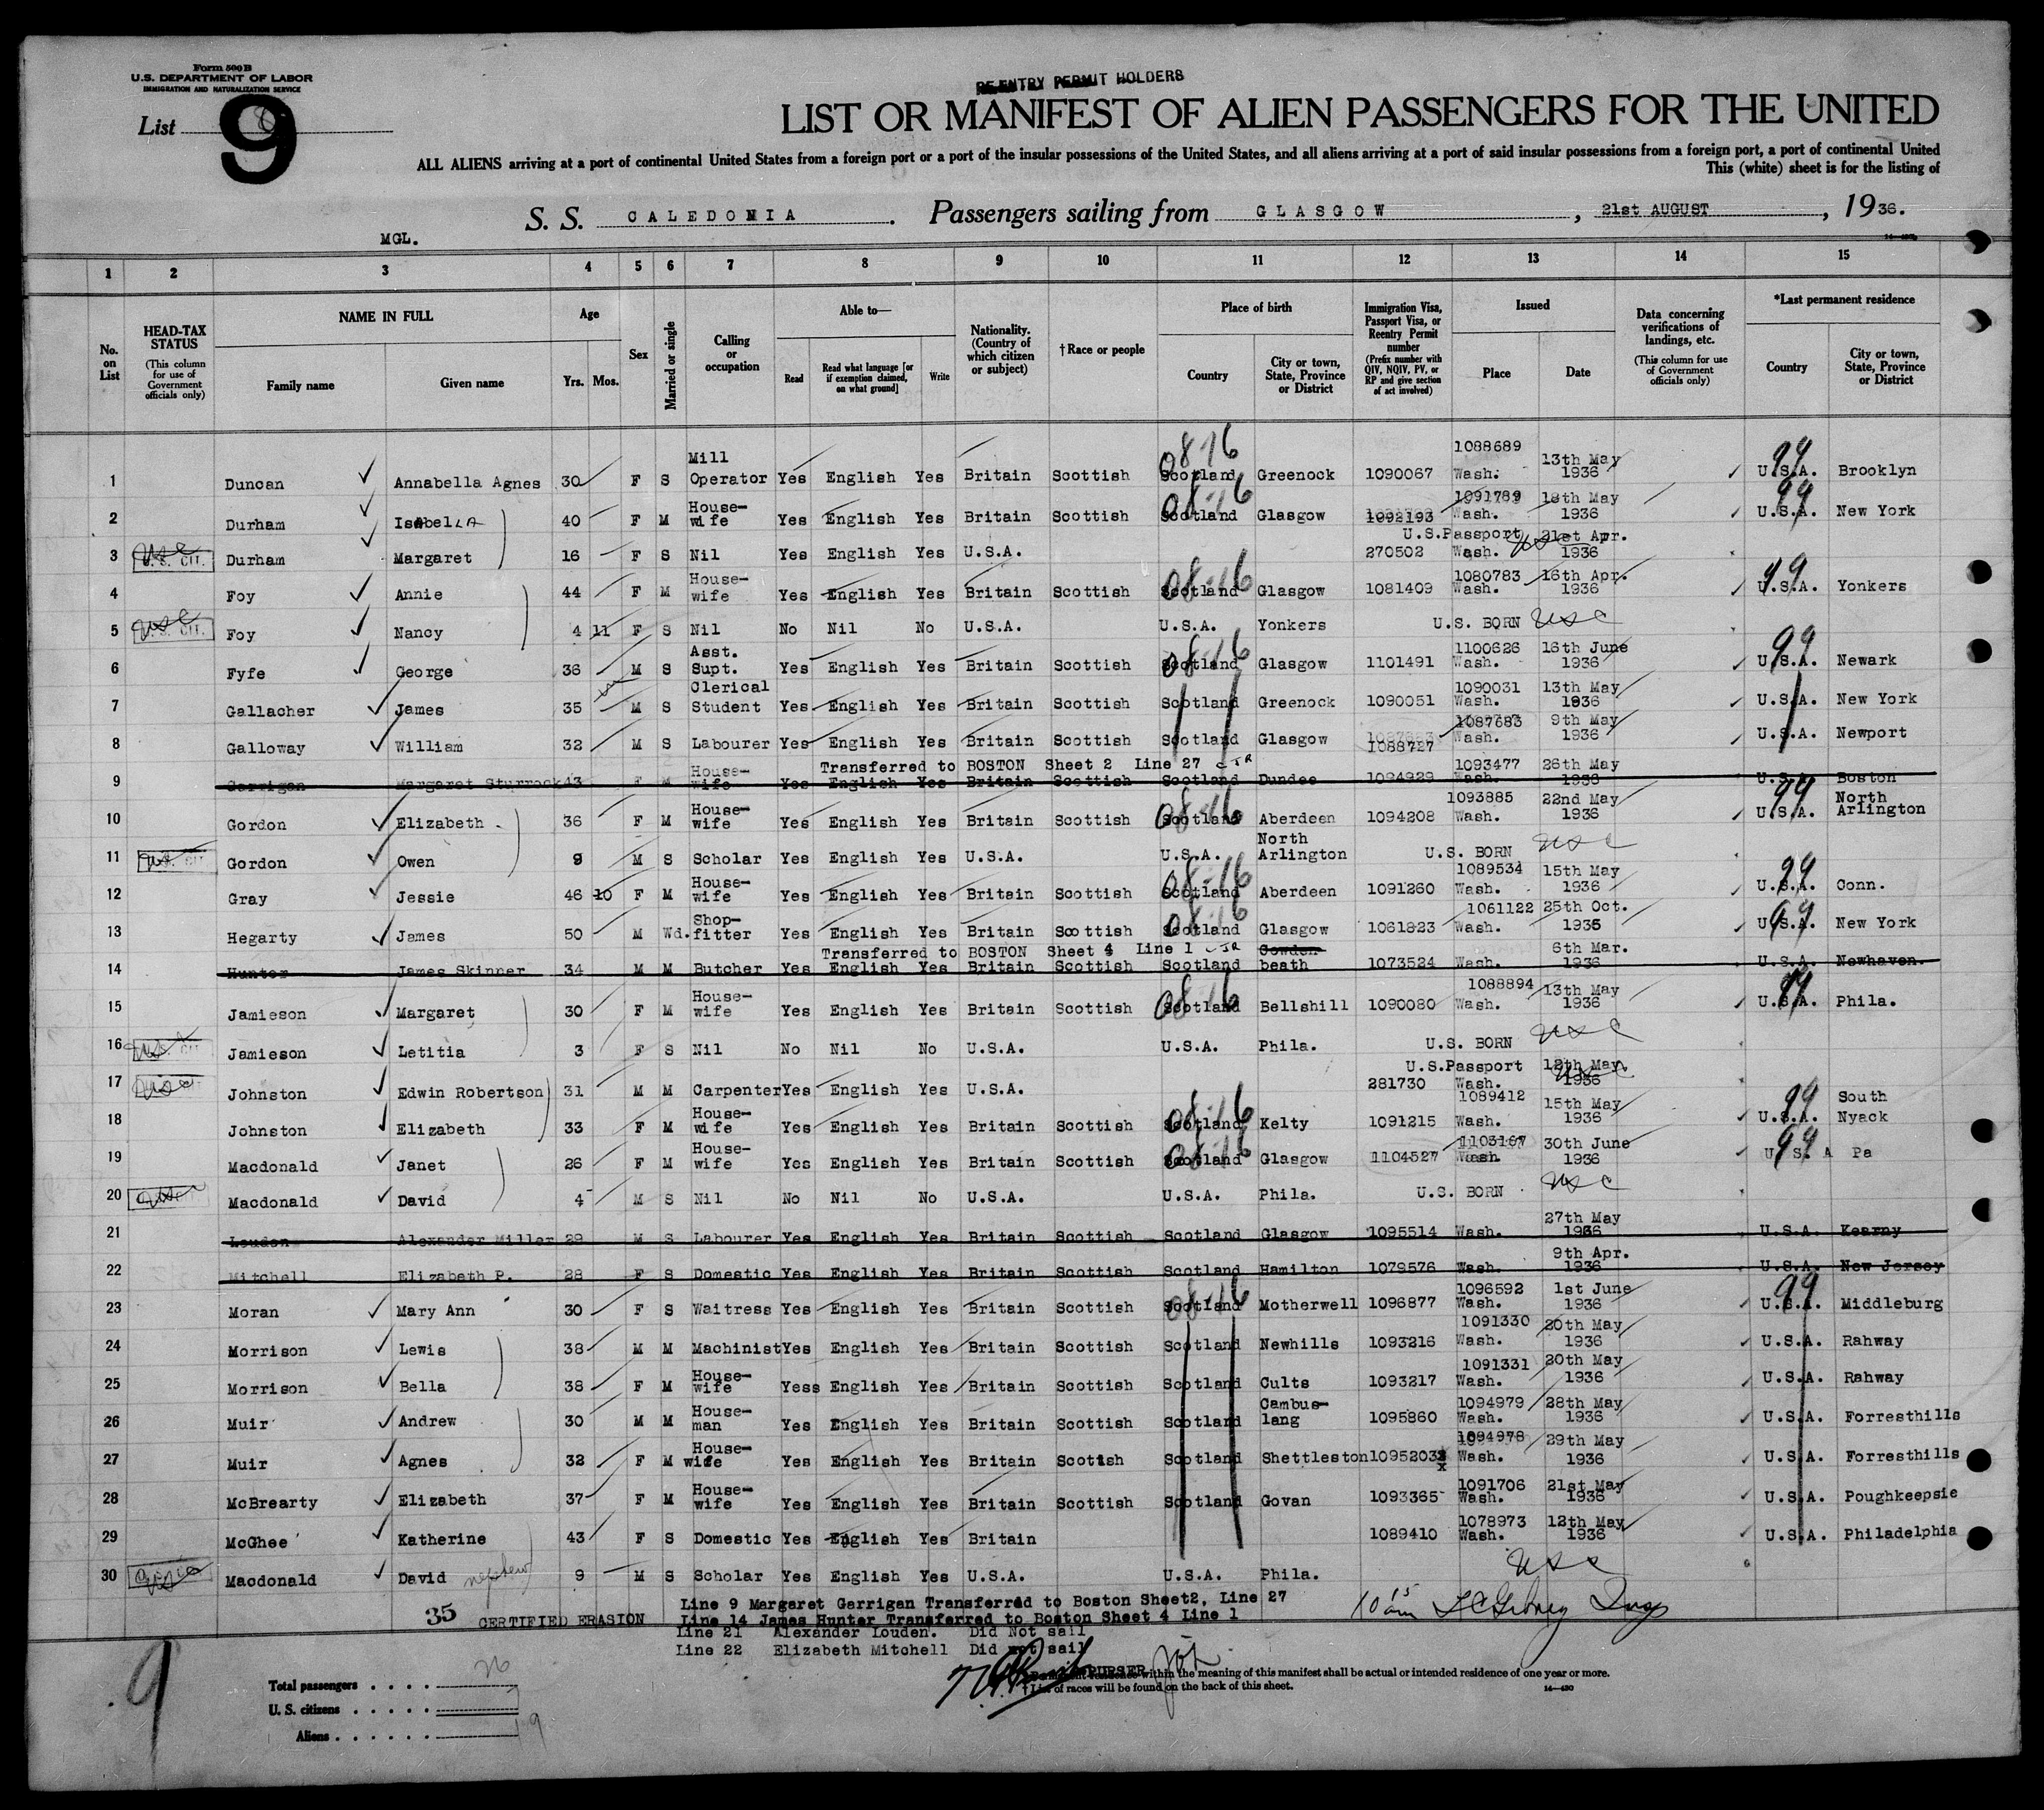 Form 500 B
U.S. DEPARTMENT OF LABOR
IMMIGRATION AND NATURALIZATION SERVICE
List 9
RE-ENTRY PERMIT HOLDERS
LIST OR MANIFEST OF ALIEN PASSENGERS FOR THE UNITED
ALL ALIENS arriving at a port of continental United States from a foreign port or a port of the insular possessions of the United States, and all aliens arriving at a port of said insular possessions from a foreign port, a port of continental United
This (white) sheet is for the listing of
S. S. CALEDONIA. Passengers sailing from GLASGOW, 21st AUGUST, 1936.
MGL.
1 2 3 4 5 6 7 8 9 10 11 12 13 14 15
No. on List
HEAD-TAX STATUS (This column for use of Government officials only)
NAME IN FULL Family name Given name
Age Yrs. Mos.
Sex
Married or single
Calling or occupation
Able to— Read Read what language [or if exemption claimed, on what ground] Write
Nationality. (Country of which citizen or subject)
†Race or people
Place of birth Country City or town, State, Province or District
Immigration Visa, Passport Visa, or Reentry Permit number (Prefix number with QIV, NQIV, PV, or RP and give section of act involved)
Issued Place Date
Data concerning verifications of landings, etc. (This column for use of Government officials only)
*Last permanent residence Country City or town, State, Province or District
1 Duncan Annabella Agnes 30 F S Mill Operator Yes English Yes Britain Scottish Scotland Greenock 1090067 1088689 Wash. 13th May 1936 U.S.A. Brooklyn
2 Durham Isabella 40 F M House-wife Yes English Yes Britain Scottish Scotland Glasgow 1092193 1091789 Wash. 18th May 1936 U.S.A. New York
3 U.S. CIT. Durham Margaret 16 F S Nil Yes English Yes U.S.A. 270502 U.S.Passport Wash. 21st Apr. 1936
4 Foy Annie 44 F M House-wife Yes English Yes Britain Scottish Scotland Glasgow 1081409 1080783 Wash. 16th Apr. 1936 U.S.A. Yonkers
5 U.S. CIT. Foy Nancy 4 11 F S Nil No Nil No U.S.A. U.S.A. Yonkers U.S. BORN USC
6 Fyfe George 36 M S Asst. Supt. Yes English Yes Britain Scottish Scotland Glasgow 1101491 1100626 Wash. 16th June 1936 U.S.A. Newark
7 Gallacher James 35 M S Clerical Student Yes English Yes Britain Scottish Scotland Greenock 1090051 1090031 Wash. 13th May 1936 U.S.A. New York
8 Galloway William 32 M S Labourer Yes English Yes Britain Scottish Scotland Glasgow 1088727 1087683 Wash. 9th May 1936 U.S.A. Newport
Transferred to BOSTON Sheet 2 Line 27
9 Garrigan Margaret Sturrock 43 F M House-wife Yes English Yes Britain Scottish Scotland Dundee 1094929 1093477 Wash. 26th May 1936 U.S.A. Boston
10 Gordon Elizabeth 36 F M House-wife Yes English Yes Britain Scottish Scotland Aberdeen 1094208 1093885 Wash. 22nd May 1936 U.S.A. North Arlington
11 U.S. CIT. Gordon Owen 9 M S Scholar Yes English Yes U.S.A. U.S.A. North Arlington U.S. BORN USC
12 Gray Jessie 46 10 F M House-wife Yes English Yes Britain Scottish Scotland Aberdeen 1091260 1089534 Wash. 15th May 1936 U.S.A. Conn.
13 Hegarty James 50 M Wd. Shop-fitter Yes English Yes Britain Scottish Scotland Glasgow 1061823 1061122 Wash. 25th Oct. 1935 U.S.A. New York
Transferred to BOSTON Sheet 4 Line 1
14 Hunter James Skinner 34 M M Butcher Yes English Yes Britain Scottish Scotland Cowdenbeath 1073524 Wash. 6th Mar. 1936 U.S.A. Newhaven.
15 Jamieson Margaret 30 F M House-wife Yes English Yes Britain Scottish Scotland Bellshill 1090080 1088894 Wash. 13th May 1936 U.S.A. Phila.
16 U.S. CIT. Jamieson Letitia 3 F S Nil No Nil No U.S.A. U.S.A. Phila. U.S. BORN USC
17 Johnston Edwin Robertson 31 M M Carpenter Yes English Yes U.S.A. 281730 U.S.Passport Wash. 12th May. 1936
18 Johnston Elizabeth 33 F M House-wife Yes English Yes Britain Scottish Scotland Kelty 1091215 1089412 Wash. 15th May 1936 U.S.A. South Nyack
19 Macdonald Janet 26 F M House-wife Yes English Yes Britain Scottish Scotland Glasgow 1104527 1103167 Wash. 30th June 1936 U.S.A Pa
20 Macdonald David 4 M S Nil No Nil No U.S.A. U.S.A. Phila. U.S. BORN USC
21 Louden Alexander Miller 29 M S Labourer Yes English Yes Britain Scottish Scotland Glasgow 1095514 Wash. 27th May 1936 U.S.A. Kearny
22 Mitchell Elizabeth P. 28 F S Domestic Yes English Yes Britain Scottish Scotland Hamilton 1079576 Wash. 9th Apr. 1936 U.S.A. New Jersey
23 Moran Mary Ann 30 F S Waitress Yes English Yes Britain Scottish Scotland Motherwell 1096877 1096592 Wash. 1st June 1936 U.S.A. Middleburg
24 Morrison Lewis 38 M M Machinist Yes English Yes Britain Scottish Scotland Newhills 1093216 1091330 Wash. 20th May 1936 U.S.A. Rahway
25 Morrison Bella 38 F M House-wife Yess English Yes Britain Scottish Scotland Cults 1093217 1091331 Wash. 20th May 1936 U.S.A. Rahway
26 Muir Andrew 30 M M House-man Yes English Yes Britain Scottish Scotland Cambus-lang 1095860 1094979 Wash. 28th May 1936 U.S.A. Forresthills
27 Muir Agnes 32 F M House-wife Yes English Yes Britain Scottish Scotland Shettleston 1095203 1094978 Wash. 29th May 1936 U.S.A. Forresthills
28 McBrearty Elizabeth 37 F M House-wife Yes English Yes Britain Scottish Scotland Govan 1093365 1091706 Wash. 21st May 1936 U.S.A. Poughkeepsie
29 McGhee Katherine 43 F S Domestic Yes English Yes Britain 1089410 1078973 Wash. 12th May 1936 U.S.A. Philadelphia
30 Macdonald David nephew 9 M S Scholar Yes English Yes U.S.A. U.S.A. Phila. USC
35 CERTIFIED ERASION
Line 9 Margaret Garrigan Transferred to Boston Sheet2, Line 27
Line 14 James Hunter Transferred to Boston Sheet 4 Line 1
Line 21 Alexander Louden. Did Not sail
Line 22 Elizabeth Mitchell Did not sail
PURSER
9
Total passengers 26
U. S. citizens 7
Aliens 19
*Permanent residence within the meaning of this manifest shall be actual or intended residence of one year or more.
†List of races will be found on the back of this sheet.
14—480